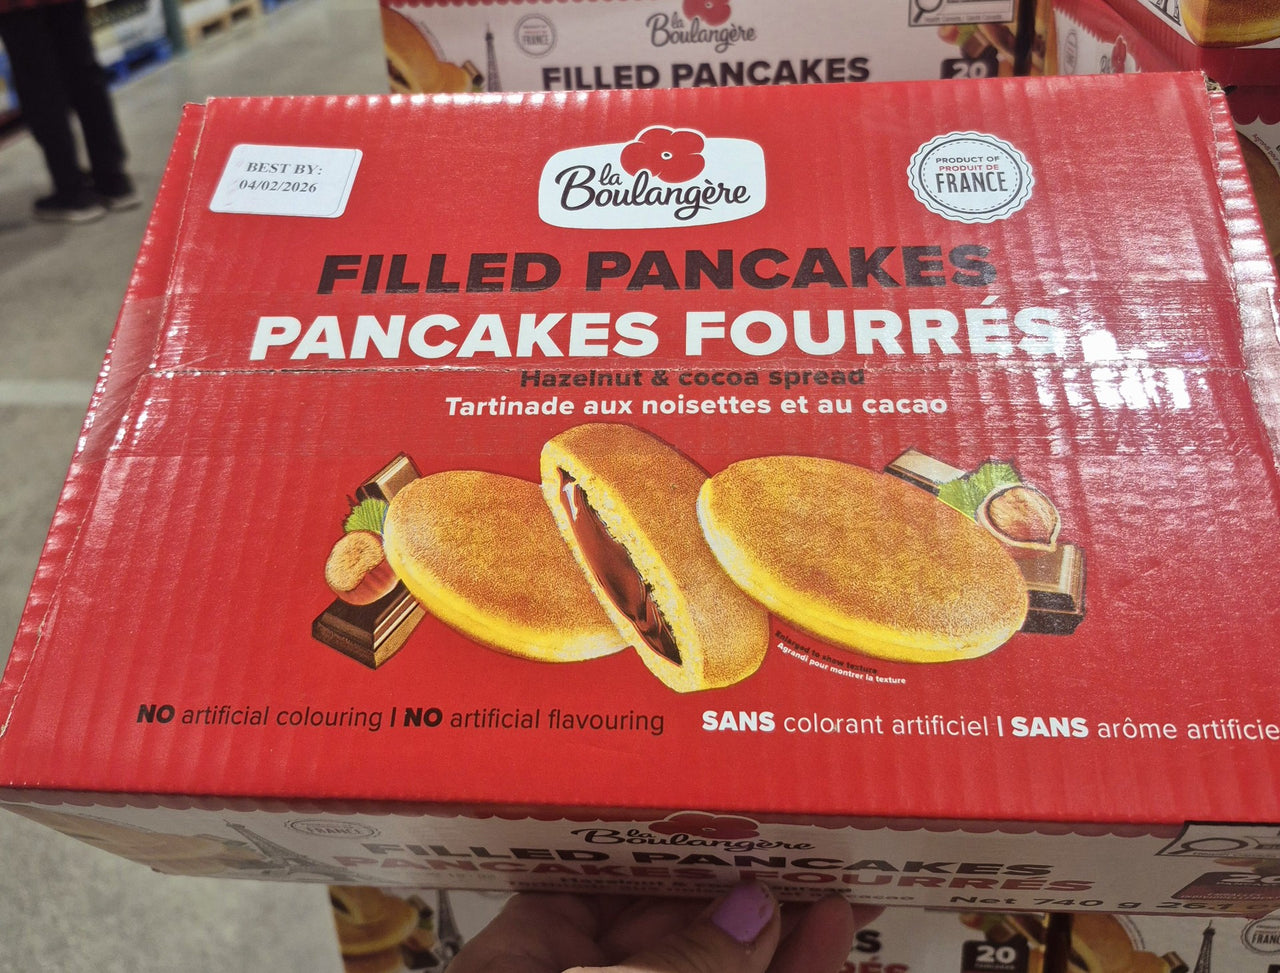 la
Boulangère
FILLED PANCAKES
20
BEST BY:
04/02/2026
la
Boulangère
PRODUCT OF
PRODUIT DE
FRANCE
FILLED PANCAKES
PANCAKES FOURRÉS
Hazelnut & cocoa spread
Tartinade aux noisettes et au cacao
Enlarged to show texture
Agrandi pour montrer la texture
NO artificial colouring | NO artificial flavouring
SANS colorant artificiel | SANS arôme artificie
FRANCE
la
Boulangère
FILLED PANCAKES
PANCAKES FOURRÉS
Net 740 g
20